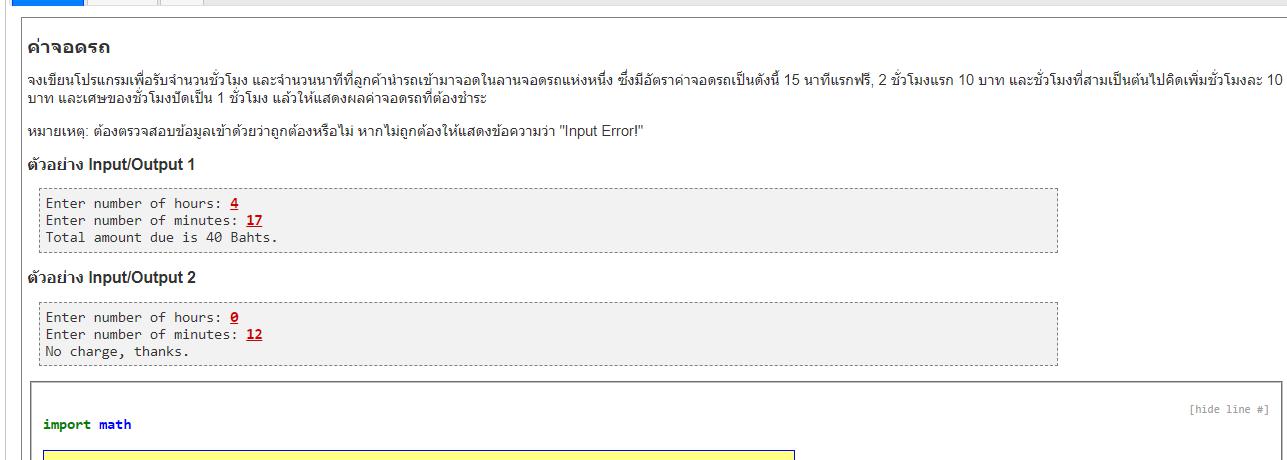 ค่าจอดรถ
จงเขียนโปรแกรมเพื่อรับจำนวนชั่วโมง และจำนวนนาทีที่ลูกค้านำรถเข้ามาจอดในลานจอดรถแห่งหนึ่ง ซึ่งมีอัตราค่าจอดรถเป็นดังนี้ 15 นาทีแรกฟรี, 2 ชั่วโมงแรก 10 บาท และชั่วโมงที่สามเป็นต้นไปคิดเพิ่มชั่วโมงละ 10
บาท และเศษของชั่วโมงปัดเป็น 1 ชั่วโมง แล้วให้แสดงผลค่าจอดรถที่ต้องชำระ
หมายเหตุ: ต้องตรวจสอบข้อมูลเข้าด้วยว่าถูกต้องหรือไม่ หากไม่ถูกต้องให้แสดงข้อความว่า "Input Error!"
ตัวอย่าง Input/Output 1
Enter number of hours: 4
Enter number of minutes: 17
Total amount due is 40 Bahts.
ตัวอย่าง Input/Output 2
Enter number of hours: 0
Enter number of minutes: 12
No charge, thanks.
[hide line #]
import math